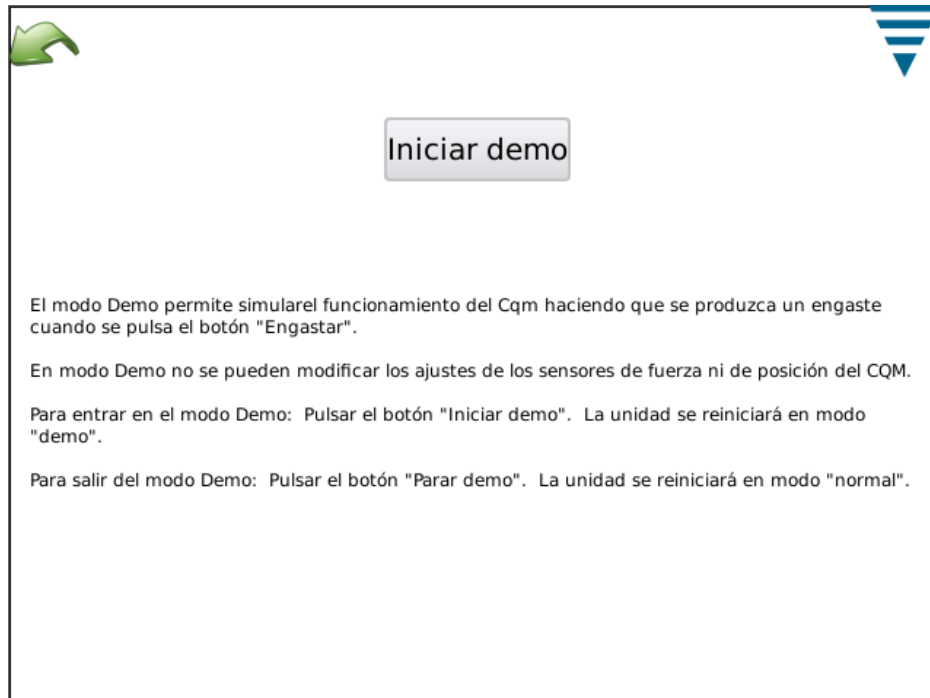 Iniciar demo
El modo Demo permite simularel funcionamiento del Cqm haciendo que se produzca un engaste
cuando se pulsa el botón "Engastar".
En modo Demo no se pueden modificar los ajustes de los sensores de fuerza ni de posición del CQM.
Para entrar en el modo Demo:  Pulsar el botón "Iniciar demo".  La unidad se reiniciará en modo
"demo".
Para salir del modo Demo:  Pulsar el botón "Parar demo".  La unidad se reiniciará en modo "normal".